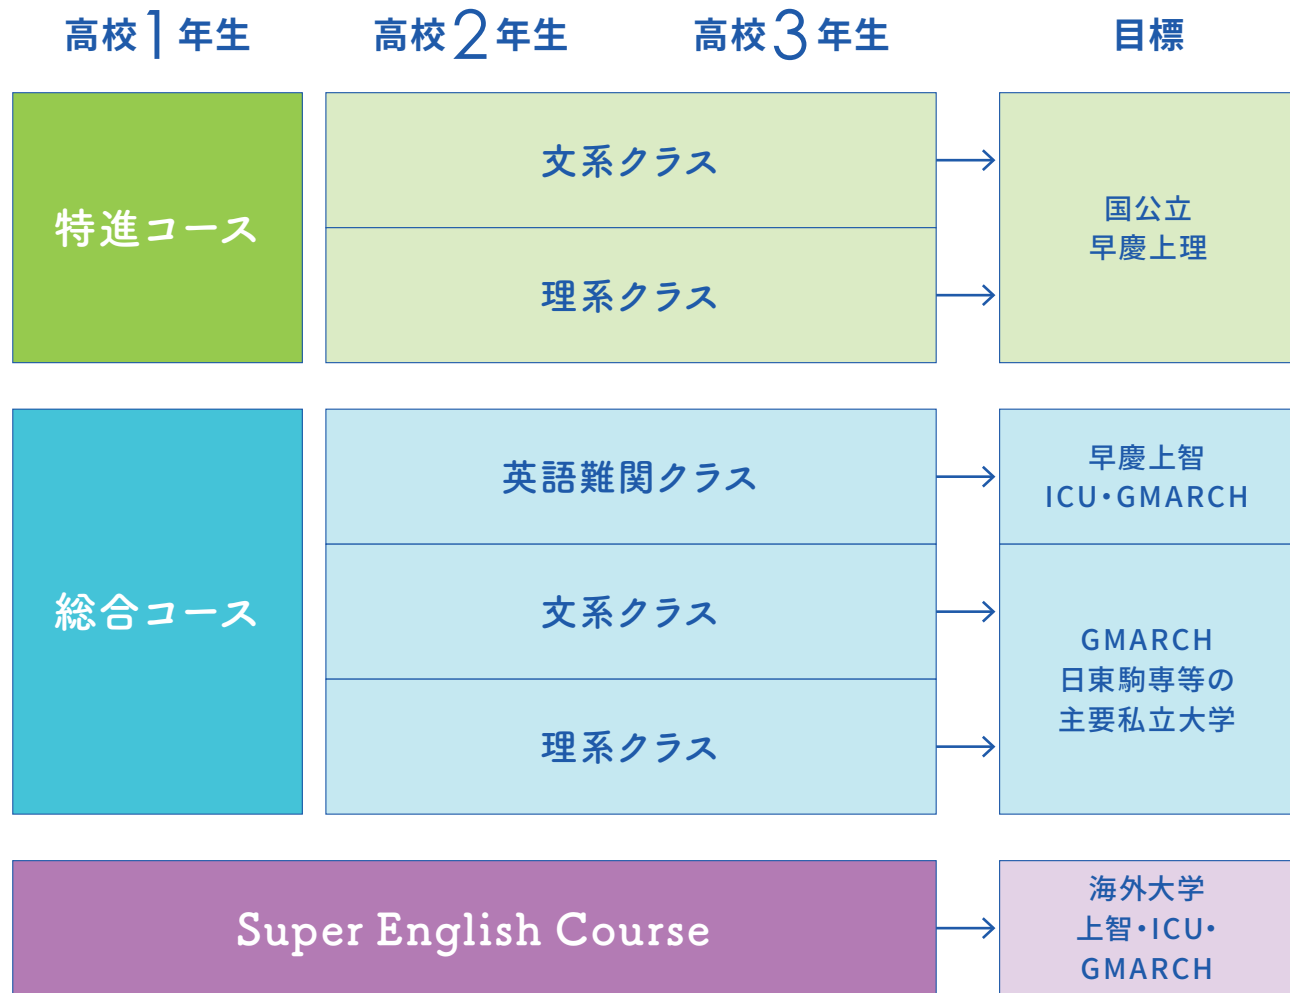 高校1年生 高校2年生 高校3年生 目標
特進コース
文系クラス
理系クラス
国公立
早慶上理
総合コース
英語難関クラス
早慶上智
ICU・GMARCH
文系クラス
理系クラス
GMARCH
日東駒専等の
主要私立大学
Super English Course
海外大学
上智・ICU・
GMARCH